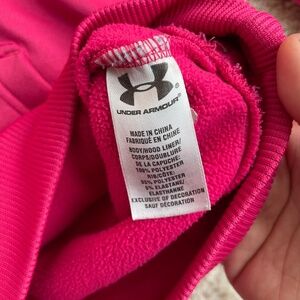 UNDER ARMOUR
MADE IN CHINA
FABRIQUÉ EN CHINE
BODY/HOOD LINER/
CORPS/DOUBLURE
DE LA CAPUCHE:
100% POLYESTER
RIB/CÔTE:
95% POLYESTER
5% ELASTANE/
ELASTHANNE
EXCLUSIVE OF DECORATION
SAUF DÉCORATION